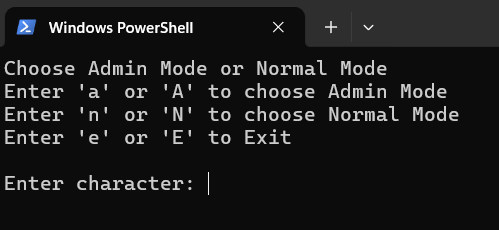 Windows PowerShell
Choose Admin Mode or Normal Mode
Enter 'a' or 'A' to choose Admin Mode
Enter 'n' or 'N' to choose Normal Mode
Enter 'e' or 'E' to Exit
Enter character: